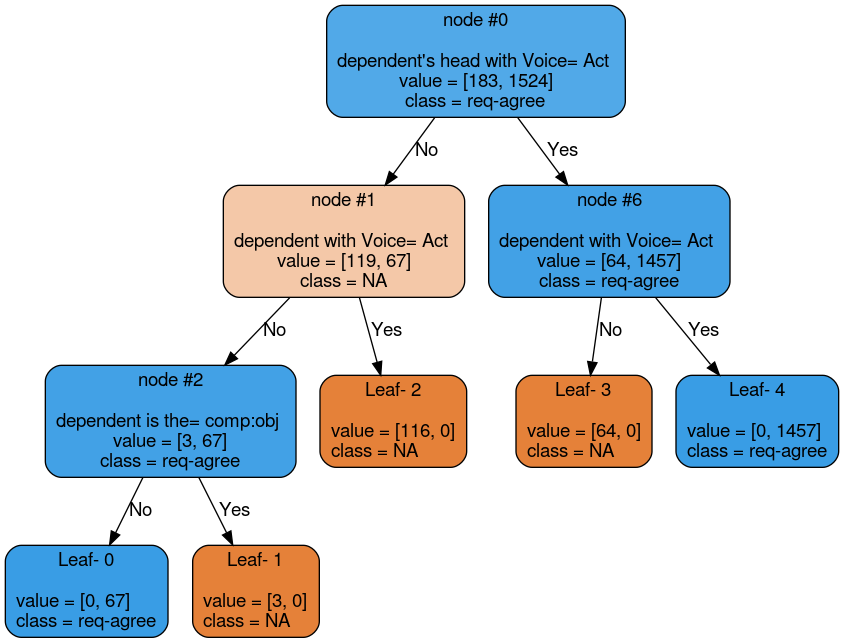 node #0
dependent's head with Voice= Act
value = [183, 1524]
class = req-agree
No
Yes
node #1
dependent with Voice= Act
value = [119, 67]
class = NA
node #6
dependent with Voice= Act
value = [64, 1457]
class = req-agree
No
Yes
No
Yes
node #2
dependent is the= comp:obj
value = [3, 67]
class = req-agree
Leaf- 2
value = [116, 0]
class = NA
Leaf- 3
value = [64, 0]
class = NA
Leaf- 4
value = [0, 1457]
class = req-agree
No
Yes
Leaf- 0
value = [0, 67]
class = req-agree
Leaf- 1
value = [3, 0]
class = NA